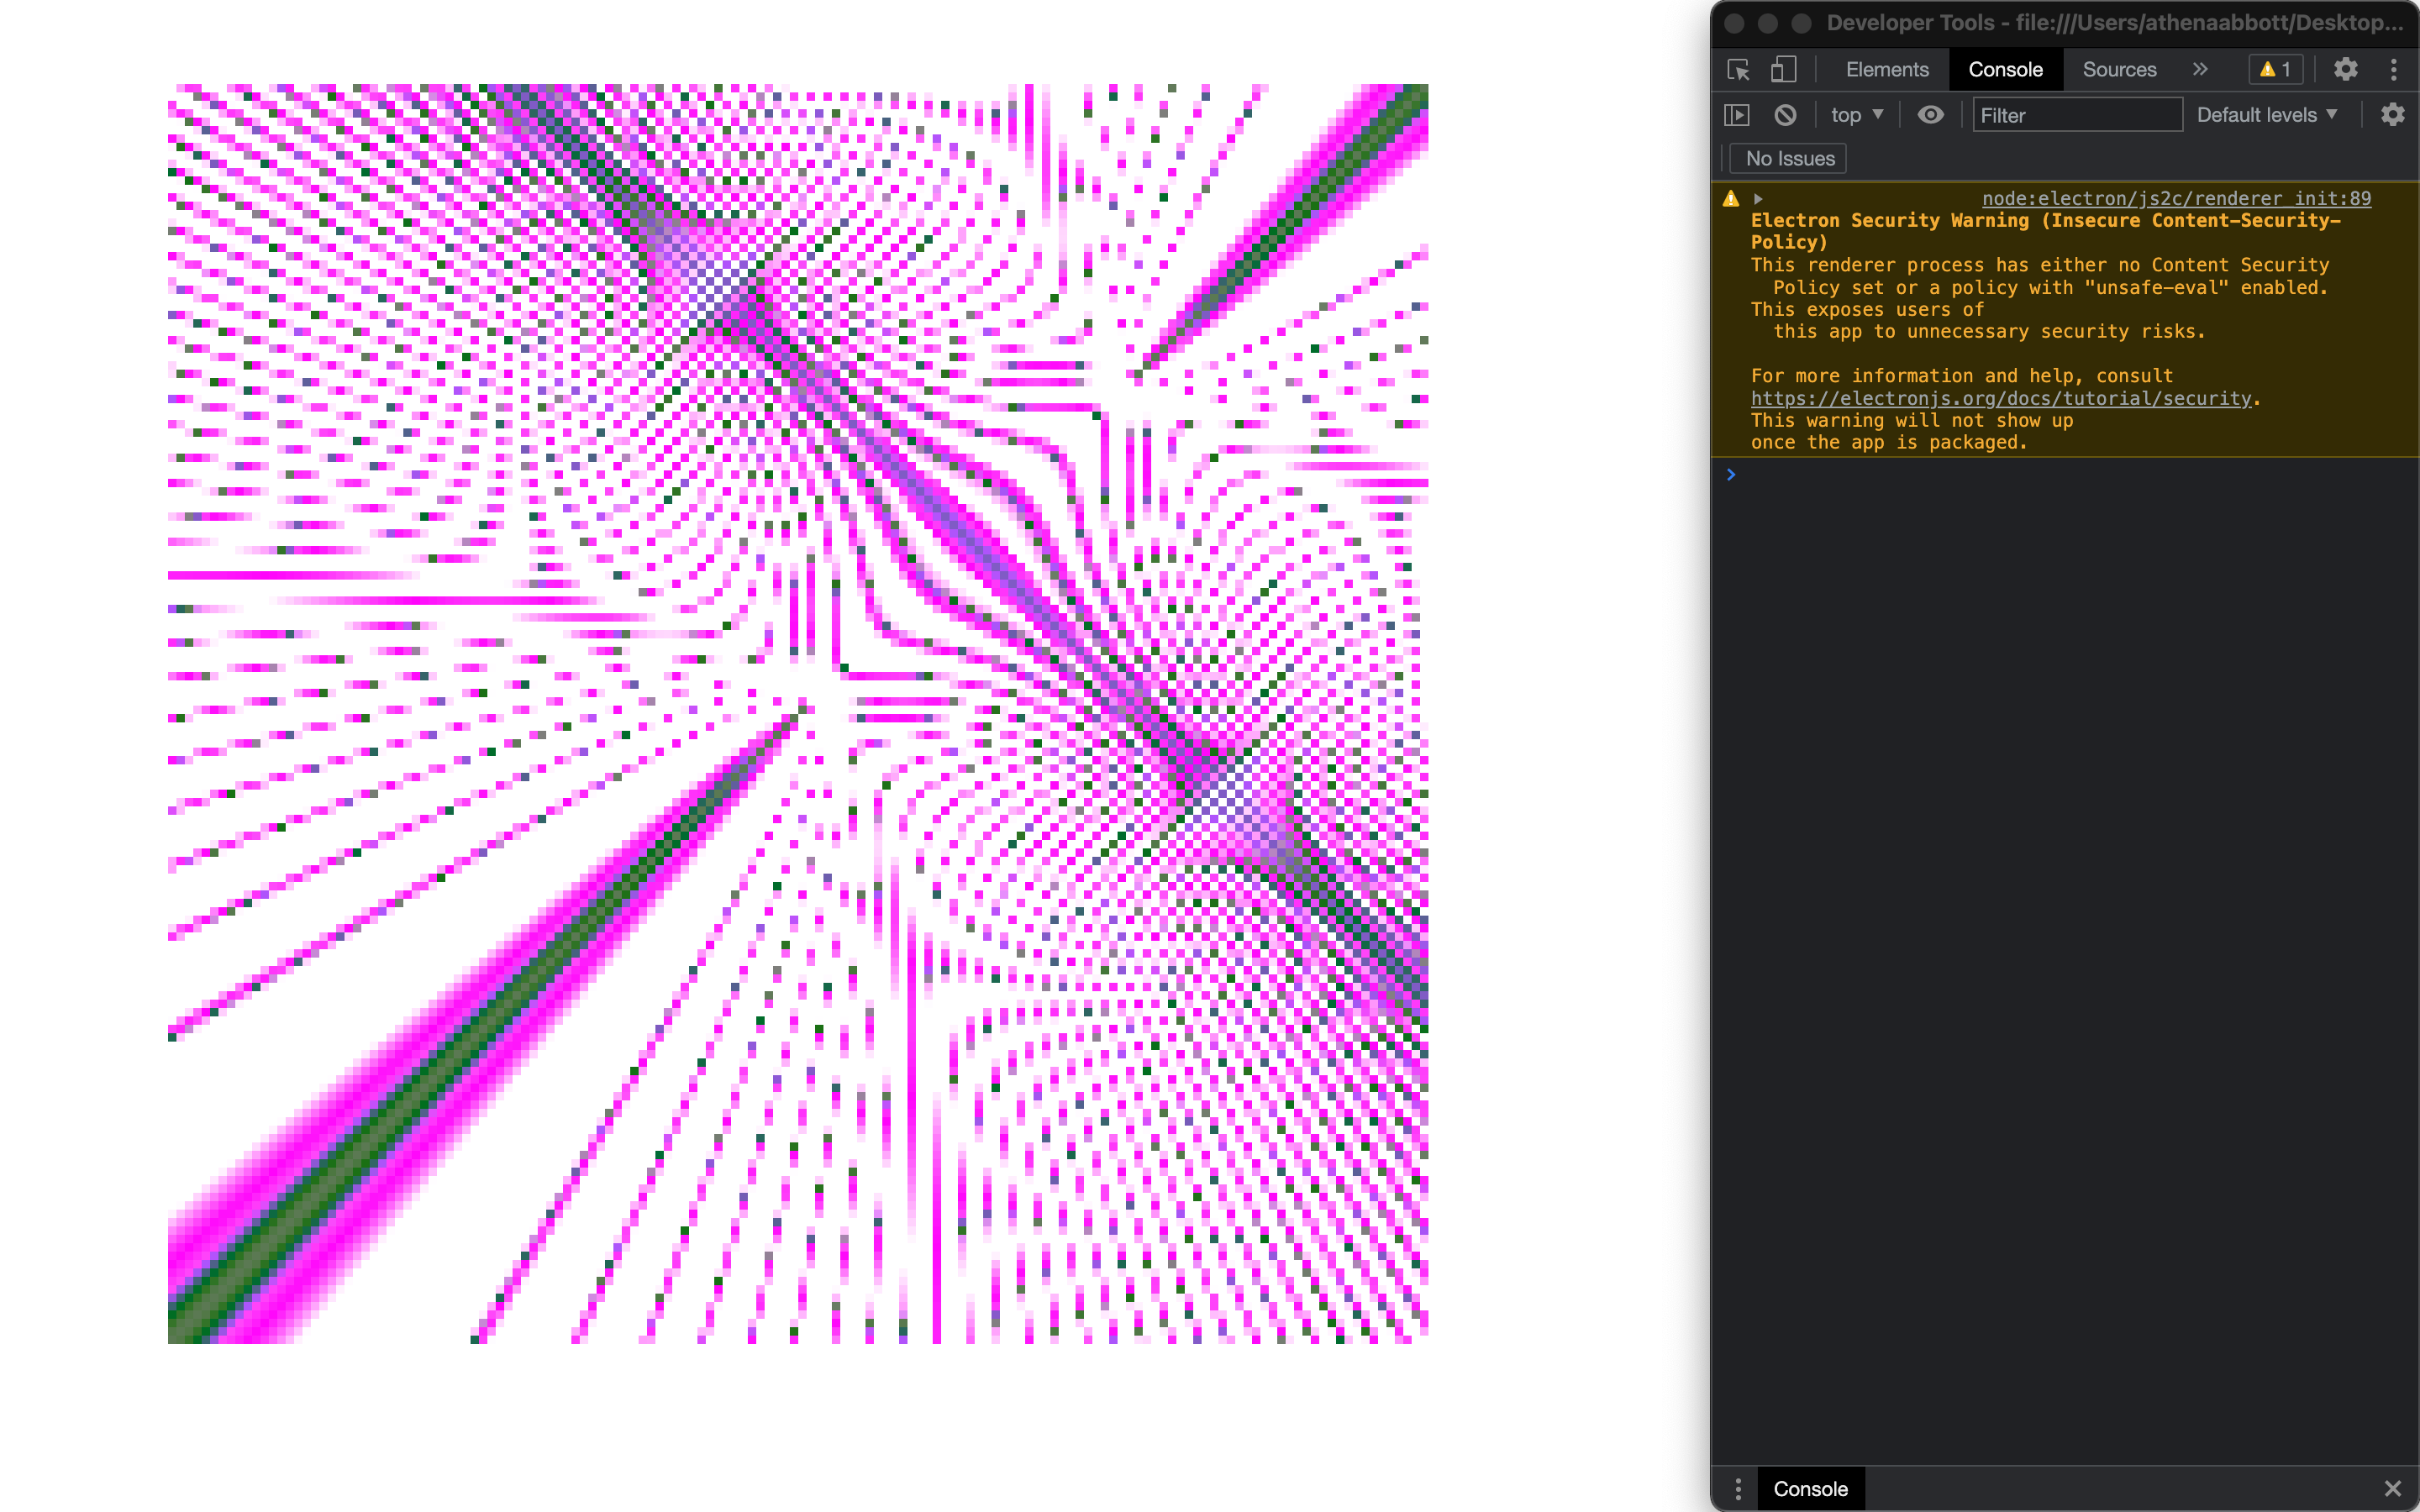 Developer Tools - file:///Users/athenaabbott/Desktop...
Elements Console Sources 1
top Filter Default levels
No Issues
node:electron/js2c/renderer_init:89
Electron Security Warning (Insecure Content-Security-
Policy)
This renderer process has either no Content Security
Policy set or a policy with "unsafe-eval" enabled.
This exposes users of
this app to unnecessary security risks.
For more information and help, consult
https://electronjs.org/docs/tutorial/security.
This warning will not show up
once the app is packaged.
Console